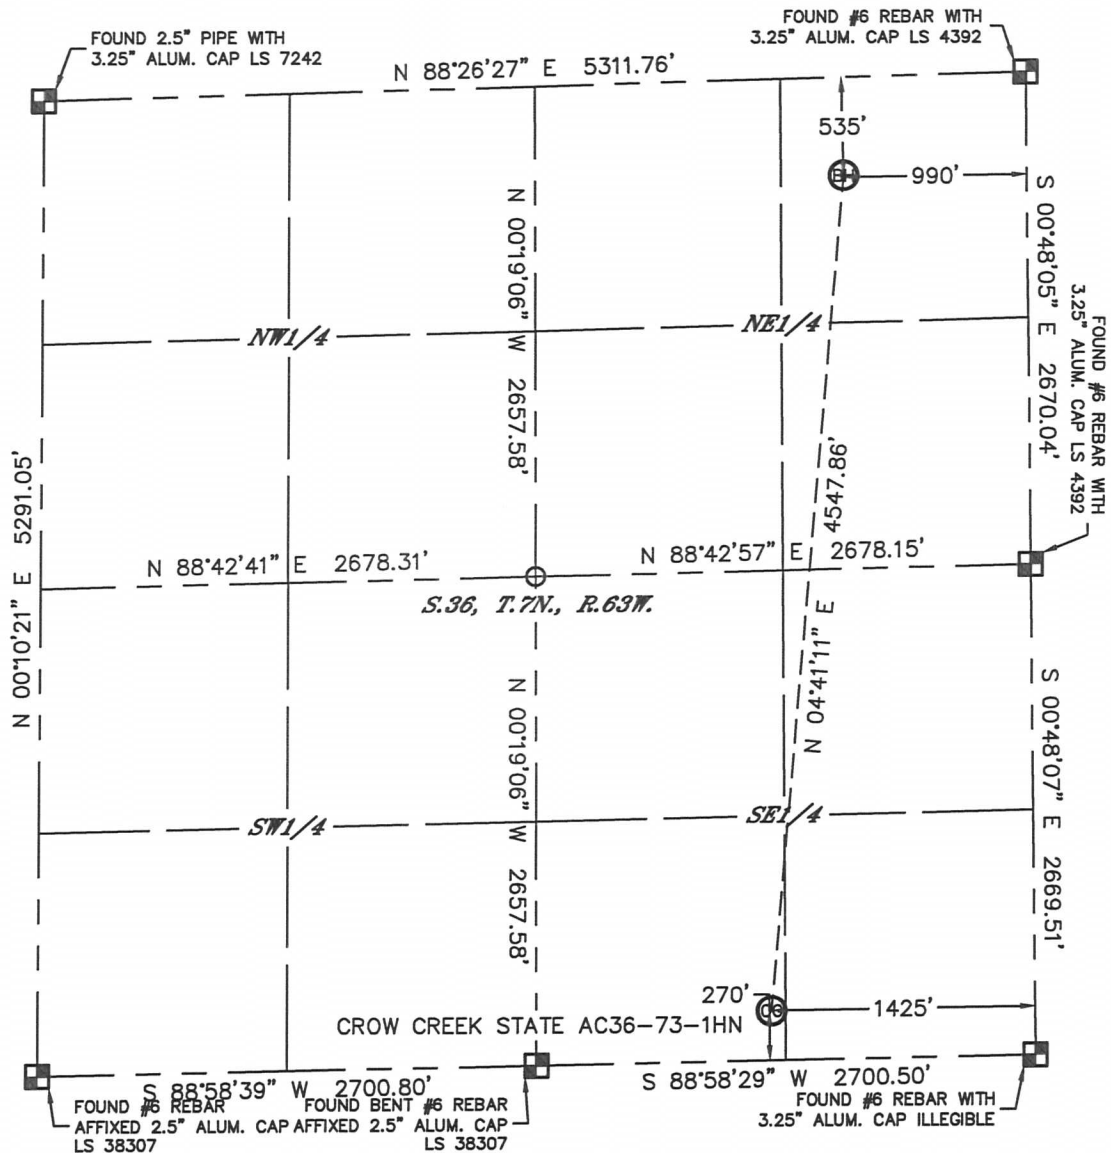 FOUND 2.5" PIPE WITH
3.25" ALUM. CAP LS 7242
FOUND #6 REBAR WITH
3.25" ALUM. CAP LS 4392
N 88°26'27" E 5311.76'
535'
BH
990'
N 00°19'06" W 2657.58'
S 00°48'05" E 2670.04'
FOUND #6 REBAR WITH
3.25" ALUM. CAP LS 4392
NW1/4
NE1/4
N 00°10'21" E 5291.05'
N 04°41'11" E 4547.86'
N 88°42'41" E 2678.31'
N 88°42'57" E 2678.15'
S.36, T.7N., R.63W.
N 00°19'06" W 2657.58'
S 00°48'07" E 2669.51'
SW1/4
SE1/4
270'
OG
1425'
CROW CREEK STATE AC36-73-1HN
S 88°58'39" W 2700.80'
S 88°58'29" W 2700.50'
FOUND #6 REBAR
AFFIXED 2.5" ALUM. CAP
LS 38307
FOUND BENT #6 REBAR
AFFIXED 2.5" ALUM. CAP
LS 38307
FOUND #6 REBAR WITH
3.25" ALUM. CAP ILLEGIBLE